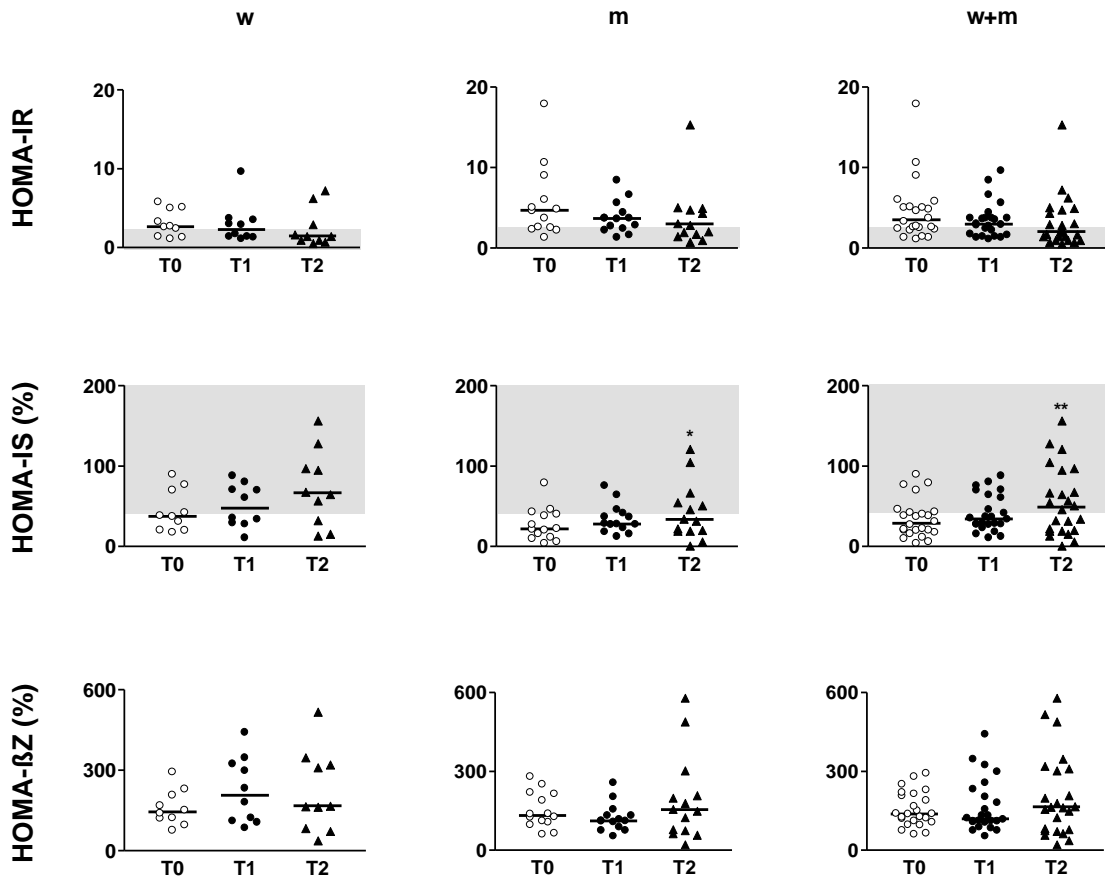 w m w+m
HOMA-IR
20 20 20
10 10 10
0 0 0
T0 T1 T2 T0 T1 T2 T0 T1 T2
HOMA-IS (%)
200 200 200
* **
100 100 100
0 0 0
T0 T1 T2 T0 T1 T2 T0 T1 T2
HOMA-ßZ (%)
600 600 600
300 300 300
0 0 0
T0 T1 T2 T0 T1 T2 T0 T1 T2